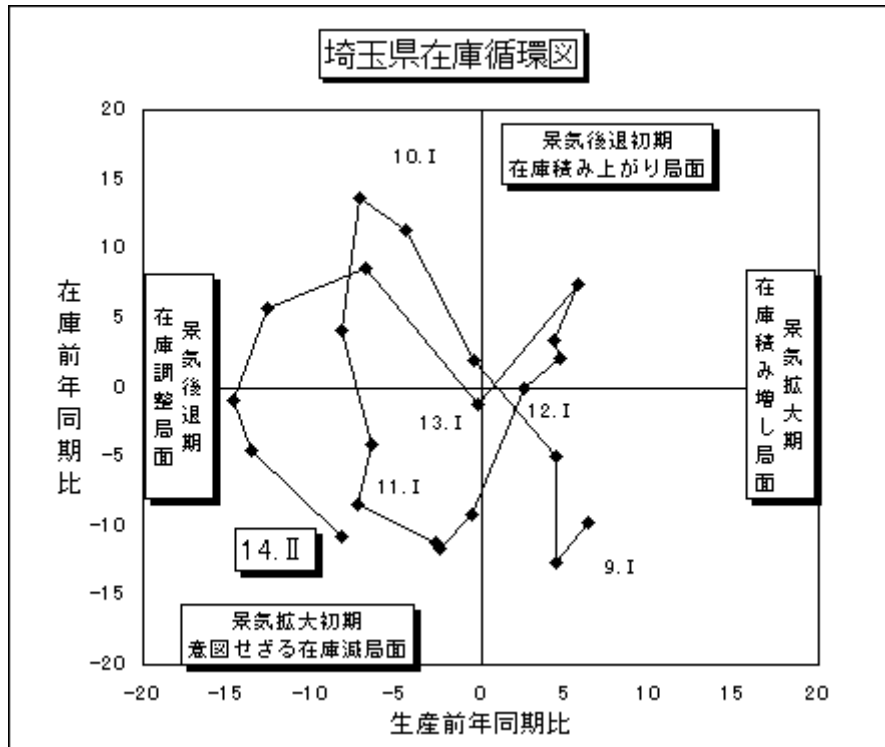 埼玉県在庫循環図
景気後退初期
在庫積み上がり局面
20
15
10
5
0
-5
-10
-15
-20
在庫前年同期比
景気後退期
在庫調整局面
景気拡大期
在庫積み増し局面
10.I
13.I
12.I
11.I
14.Ⅱ
9.I
景気拡大初期
意図せざる在庫減局面
-20
-15
-10
-5
0
5
10
15
20
生産前年同期比